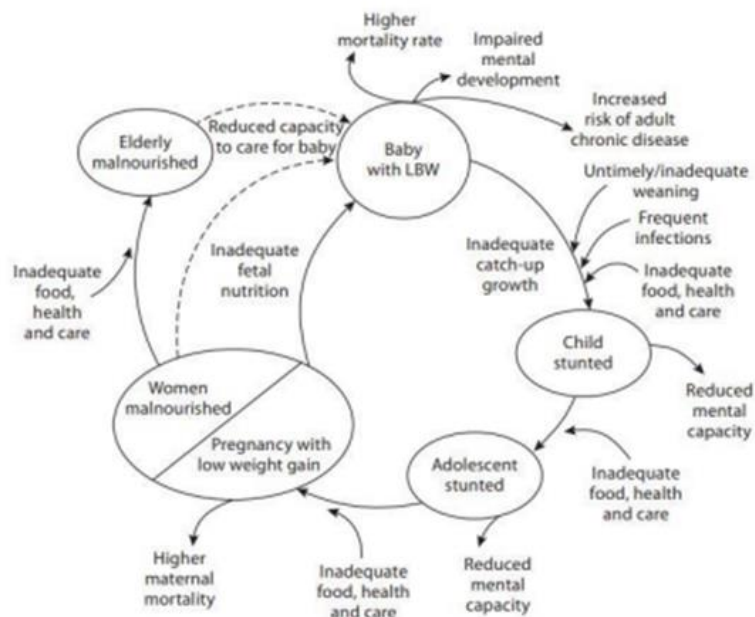 Higher
mortality rate
Impaired
mental
development
Increased
risk of adult
chronic disease
Elderly
malnourished
Reduced capacity
to care for baby
Baby
with LBW
Untimely/inadequate
weaning
Frequent
infections
Inadequate
food, health
and care
Inadequate
catch-up
growth
Inadequate
fetal
nutrition
Inadequate
food,
health
and care
Child
stunted
Reduced
mental
capacity
Women
malnourished
Pregnancy with
low weight gain
Adolescent
stunted
Inadequate
food, health
and care
Higher
maternal
mortality
Inadequate
food, health
and care
Reduced
mental
capacity